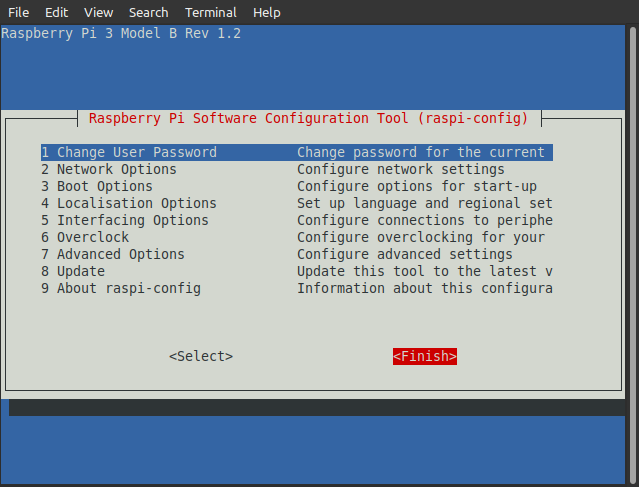 File Edit View Search Terminal Help
Raspberry Pi 3 Model B Rev 1.2
Raspberry Pi Software Configuration Tool (raspi-config)
1 Change User Password Change password for the current
2 Network Options Configure network settings
3 Boot Options Configure options for start-up
4 Localisation Options Set up language and regional set
5 Interfacing Options Configure connections to periphe
6 Overclock Configure overclocking for your
7 Advanced Options Configure advanced settings
8 Update Update this tool to the latest v
9 About raspi-config Information about this configura
<Select> <Finish>